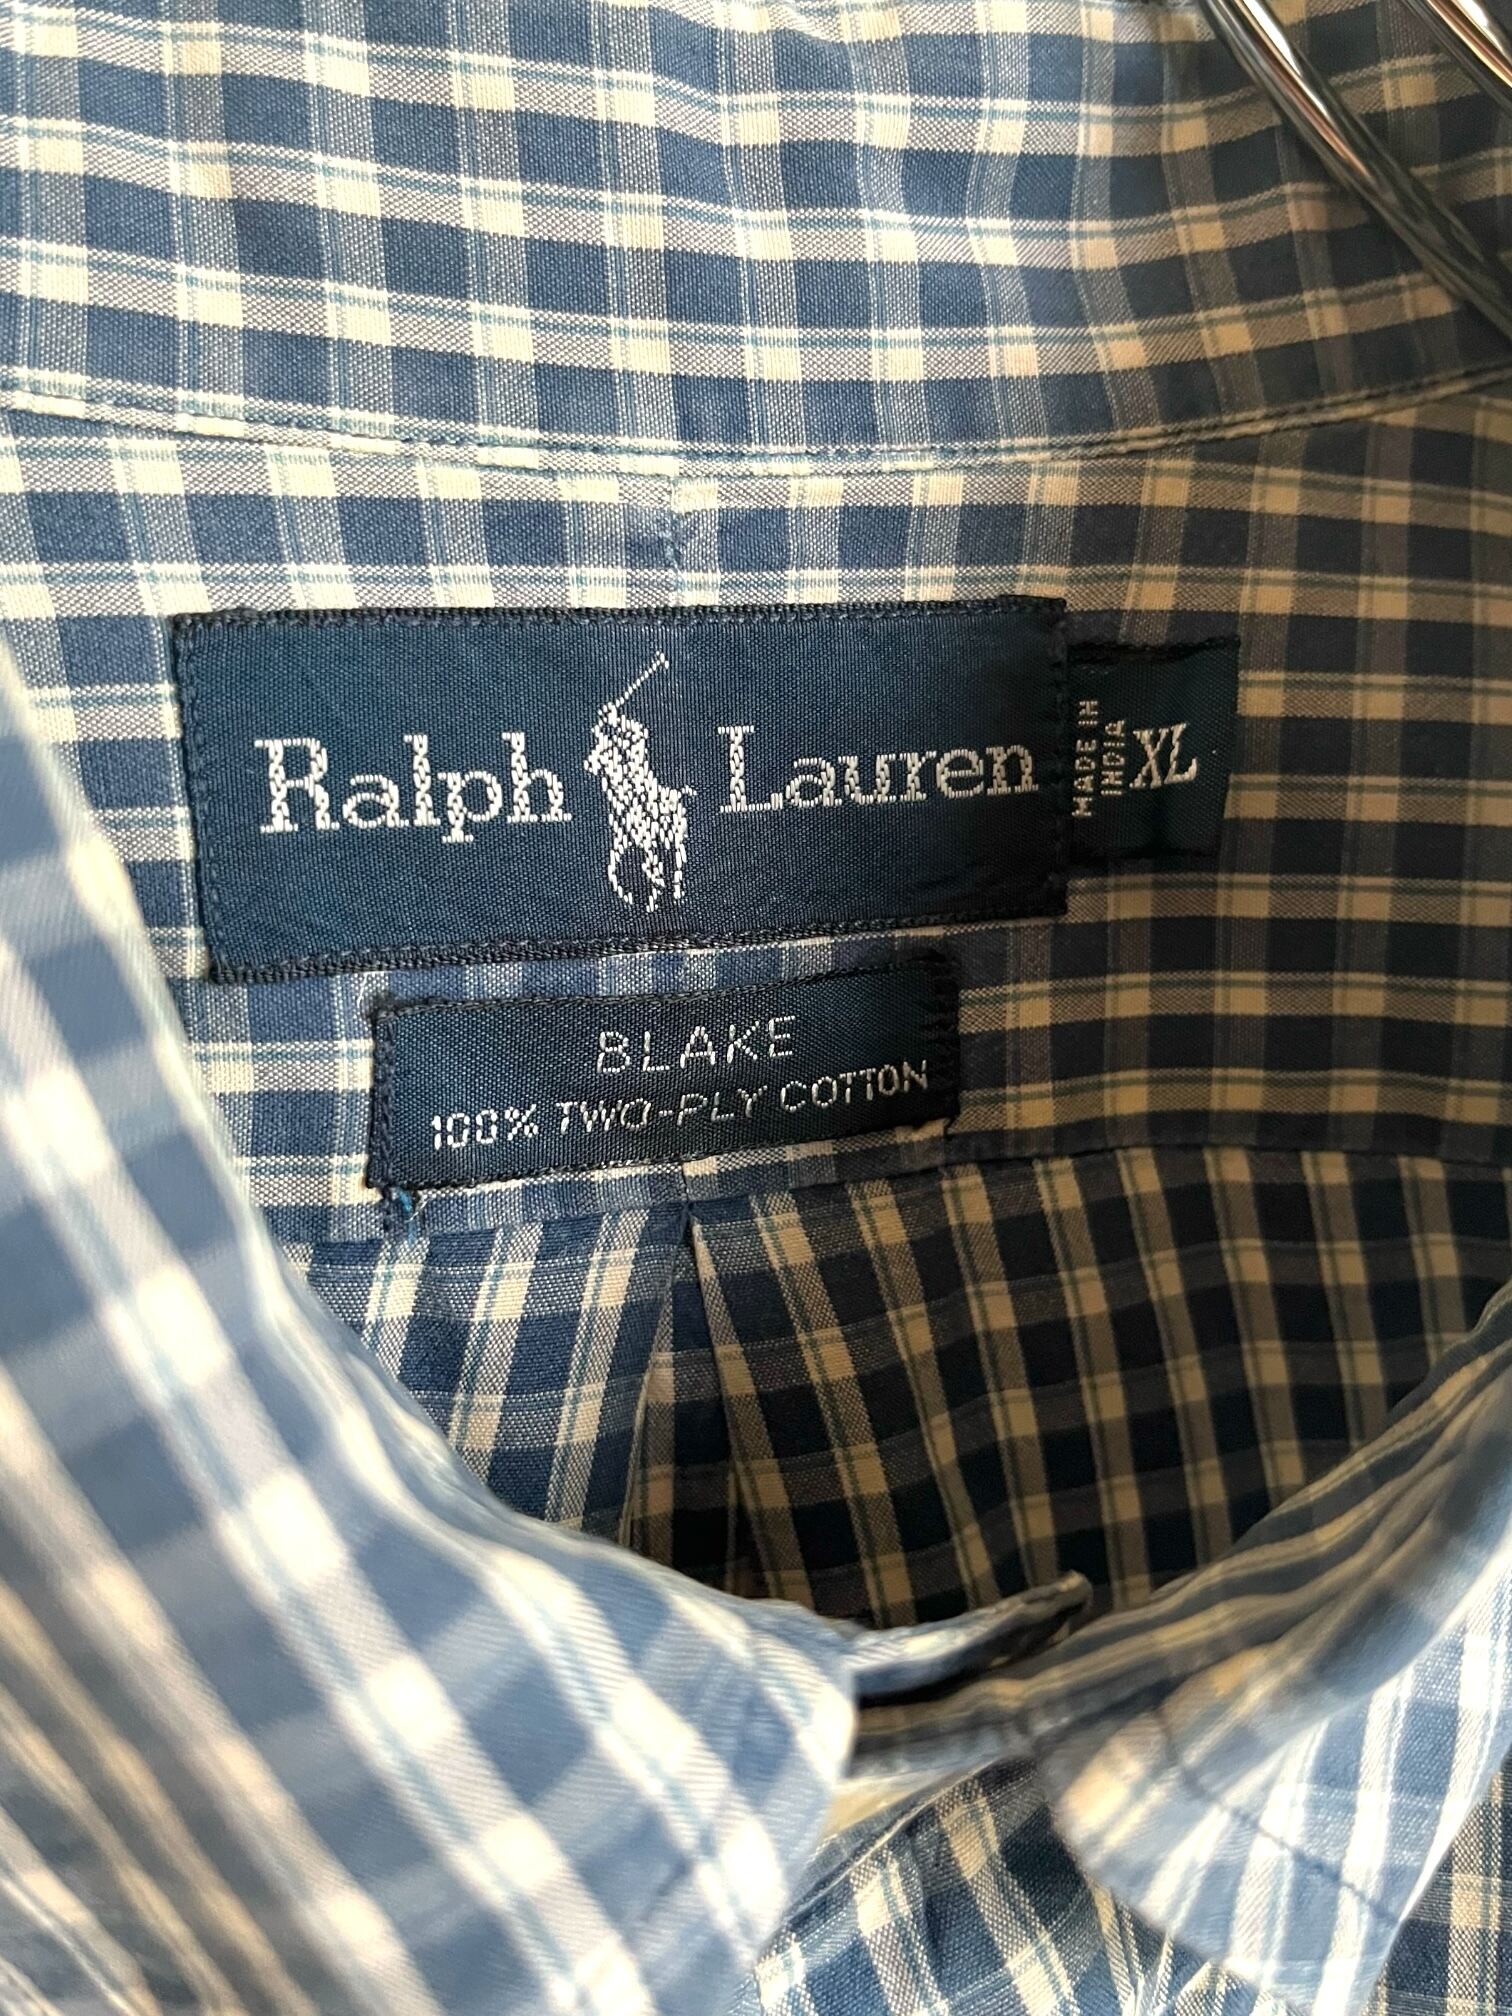 Ralph Lauren
MADE IN
INDIA
XL
BLAKE
100% TWO-PLY COTTON